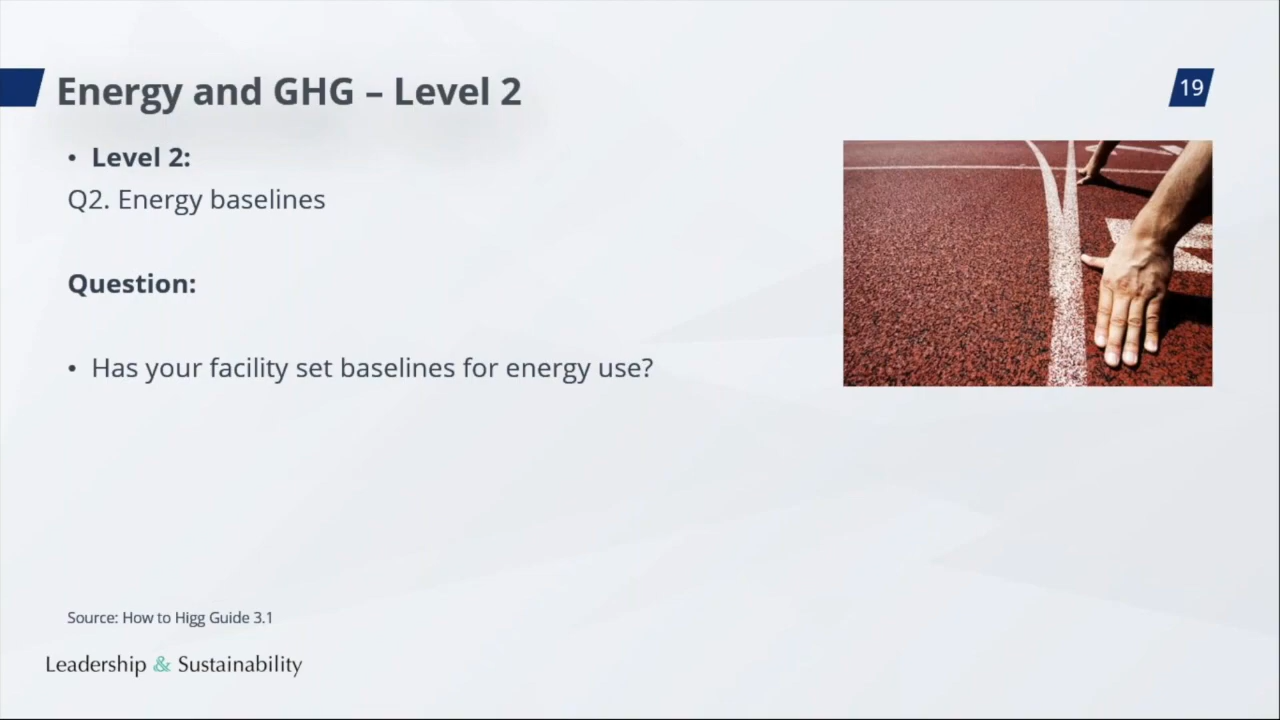 Energy and GHG – Level 2
19
• Level 2:
Q2. Energy baselines
Question:
• Has your facility set baselines for energy use?
Source: How to Higg Guide 3.1
Leadership & Sustainability